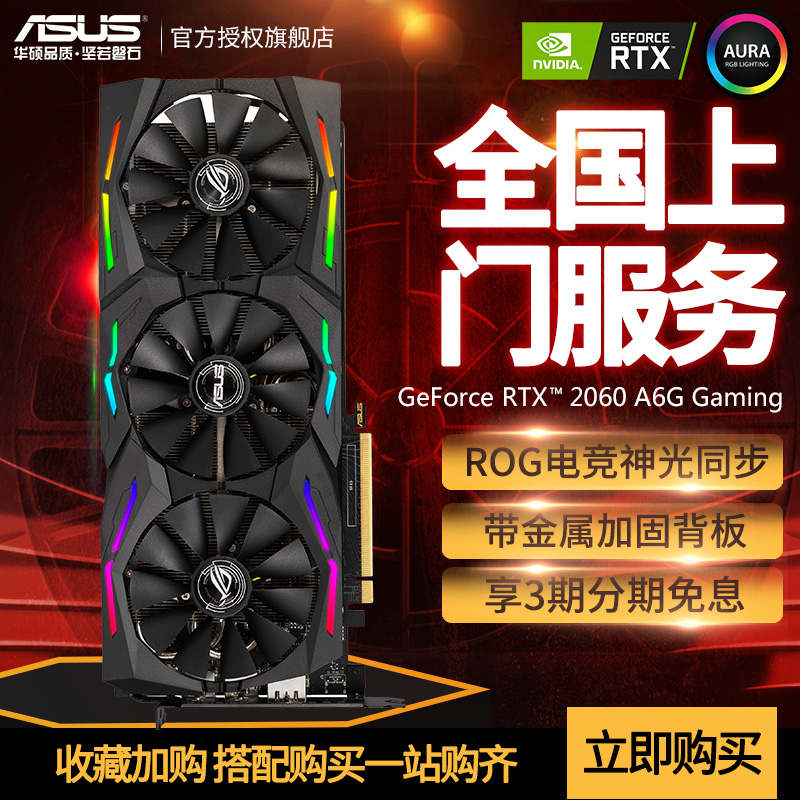 ASUS
华硕品质·坚若磐石
官方授权旗舰店
NVIDIA.
GEFORCE
RTX™
AURA
RGB LIGHTING
全国上
门服务
GeForce RTX™ 2060 A6G Gaming
ROG电竞神光同步
带金属加固背板
享3期分期免息
ASUS
ASUS
收藏加购 搭配购买一站购齐
立即购买